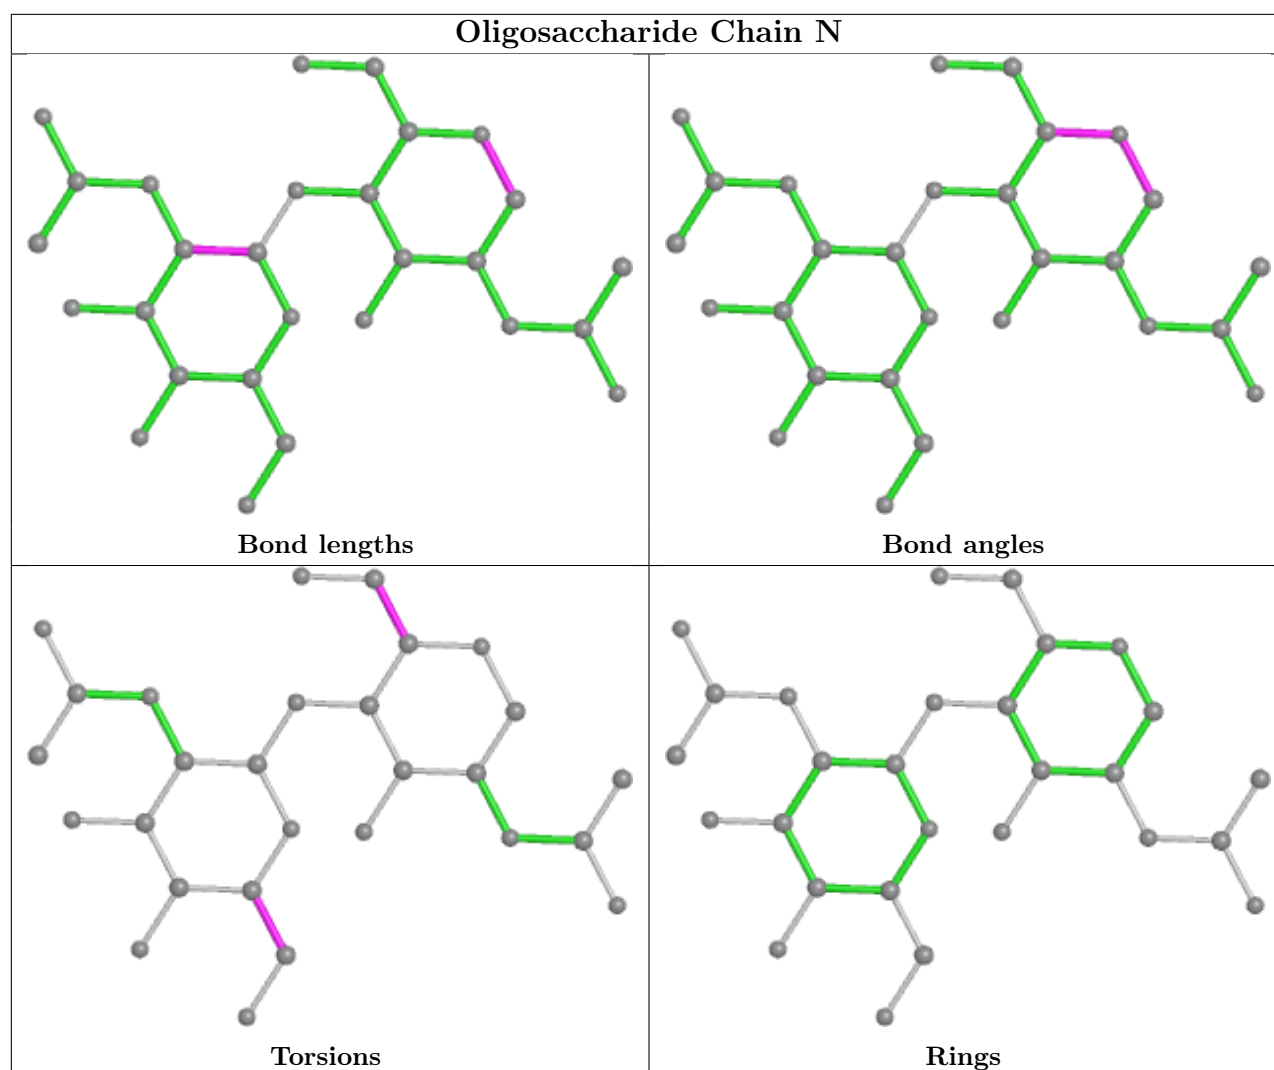 Oligosaccharide Chain N
Bond lengths
Bond angles
Torsions
Rings